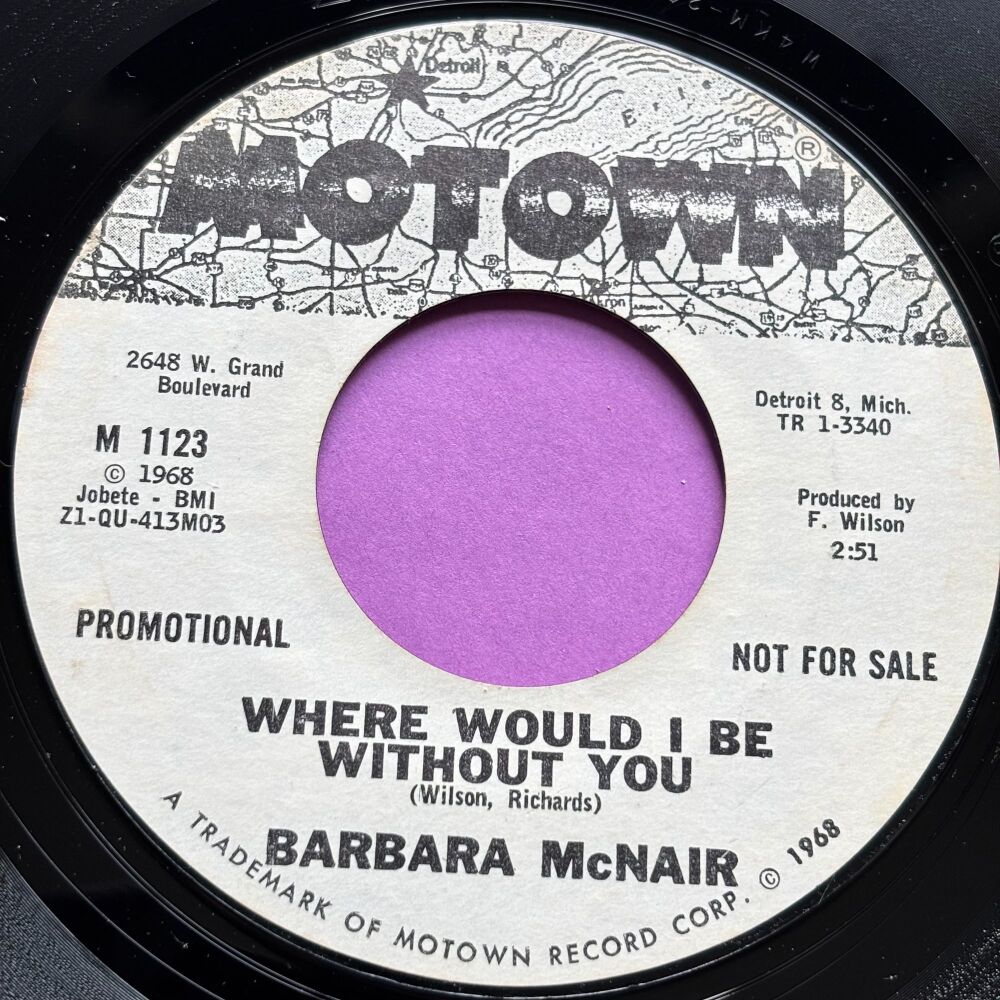 Detroit
Erie
MOTOWN ®
2648 W. Grand
Boulevard
M 1123
© 1968
Jobete - BMI
Z1-QU-413M03
Detroit 8, Mich.
TR 1-3340
Produced by
F. Wilson
2:51
PROMOTIONAL
NOT FOR SALE
WHERE WOULD I BE
WITHOUT YOU
(Wilson, Richards)
BARBARA McNAIR
A TRADEMARK OF MOTOWN RECORD CORP. © 1968